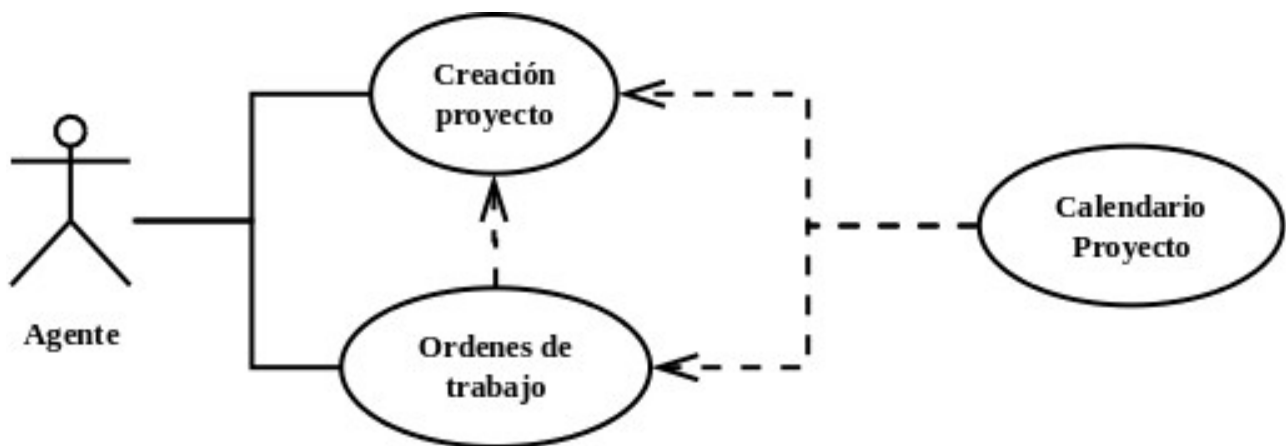 Creación
proyecto
Calendario
Proyecto
Agente
Ordenes de
trabajo